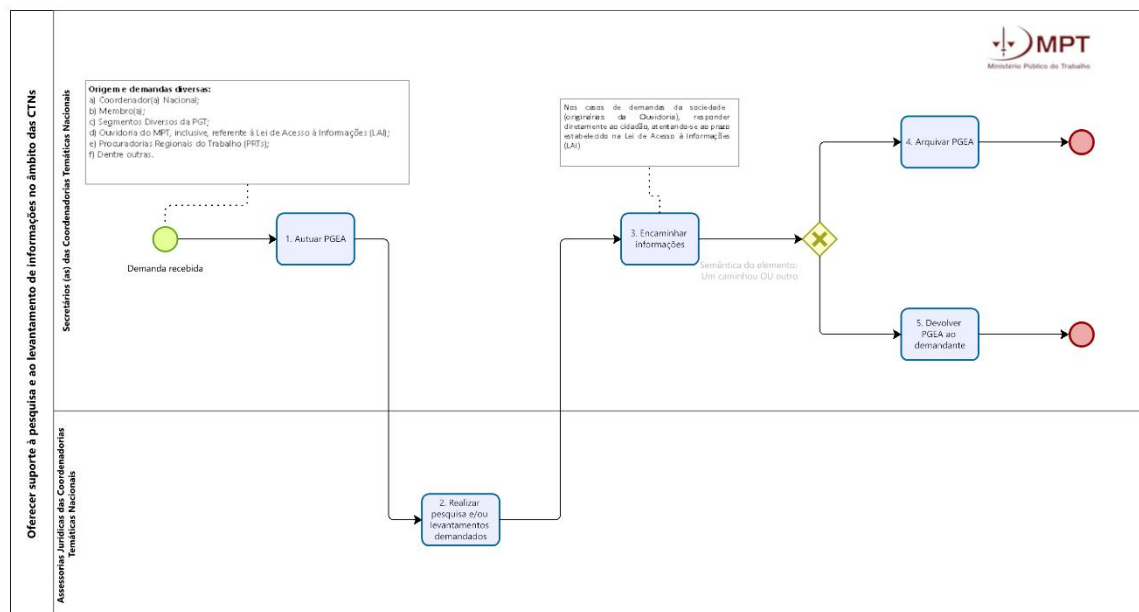 Oferecer suporte à pesquisa e ao levantamento de informações no âmbito das CTNs
Secretários (as) das Coordenadorias Temáticas Nacionais
MPT
Ministério Público do Trabalho
Origem e demandas diversas:
a) Coordenador(a) Nacional;
b) Membro(a);
c) Segmentos Diversos da PGT;
d) Ouvidoria do MPT, inclusive, referente à Lei de Acesso à Informações (LAI);
e) Procuradorias Regionais do Trabalho (PRTs);
f) Dentre outras.
Demanda recebida
1. Autuar PGEA
Nos casos de demandas da sociedade
(originárias da Ouvidoria), responder
diretamente ao cidadão, atentando-se ao prazo
estabelecido na Lei de Acesso à Informações
(LAI)
3. Encaminhar
informações
Semântica do elemento:
Um caminhou OU outro
4. Arquivar PGEA
5. Devolver
PGEA ao
demandante
Assessorias Jurídicas das Coordenadorias
Temáticas Nacionais
2. Realizar
pesquisa e/ou
levantamentos
demandados